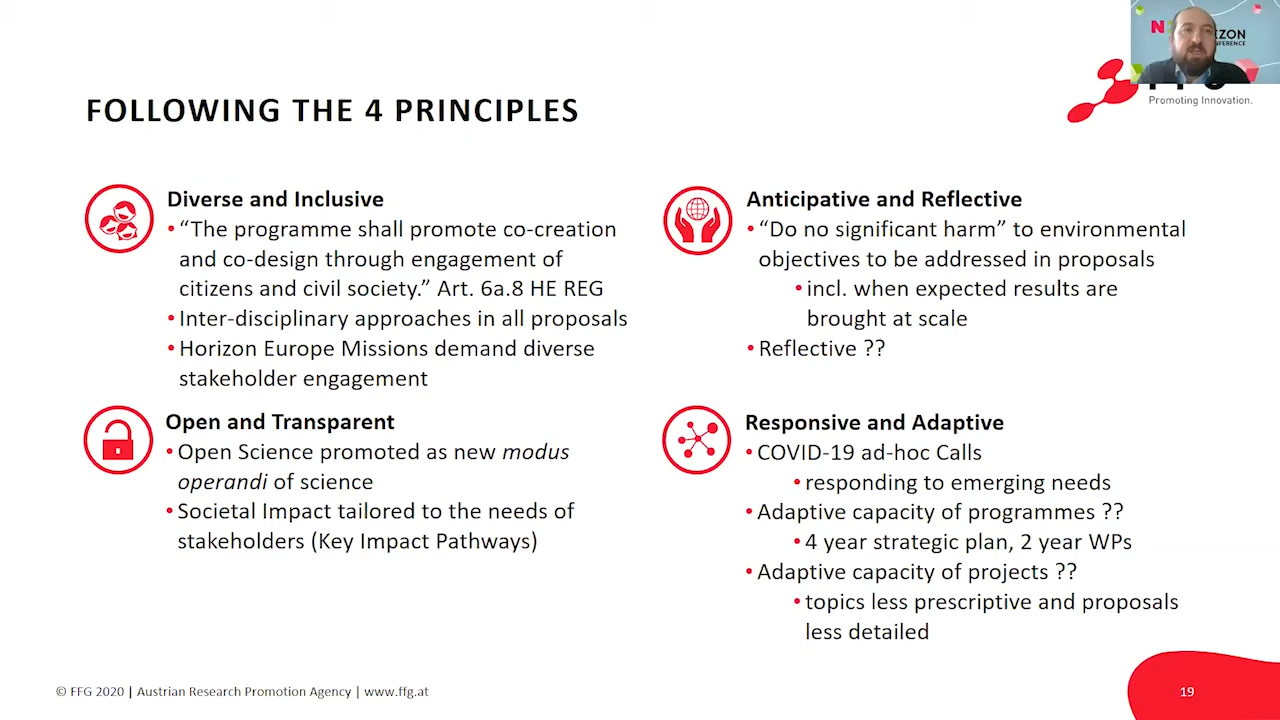 N
ZON
NFERENCE
Promoting Innovation.
FOLLOWING THE 4 PRINCIPLES
Diverse and Inclusive
• “The programme shall promote co-creation
and co-design through engagement of
citizens and civil society.” Art. 6a.8 HE REG
• Inter-disciplinary approaches in all proposals
• Horizon Europe Missions demand diverse
stakeholder engagement
Open and Transparent
• Open Science promoted as new modus
operandi of science
• Societal Impact tailored to the needs of
stakeholders (Key Impact Pathways)
Anticipative and Reflective
• “Do no significant harm” to environmental
objectives to be addressed in proposals
• incl. when expected results are
brought at scale
• Reflective ??
Responsive and Adaptive
• COVID-19 ad-hoc Calls
• responding to emerging needs
• Adaptive capacity of programmes ??
• 4 year strategic plan, 2 year WPs
• Adaptive capacity of projects ??
• topics less prescriptive and proposals
less detailed
© FFG 2020 | Austrian Research Promotion Agency | www.ffg.at
19